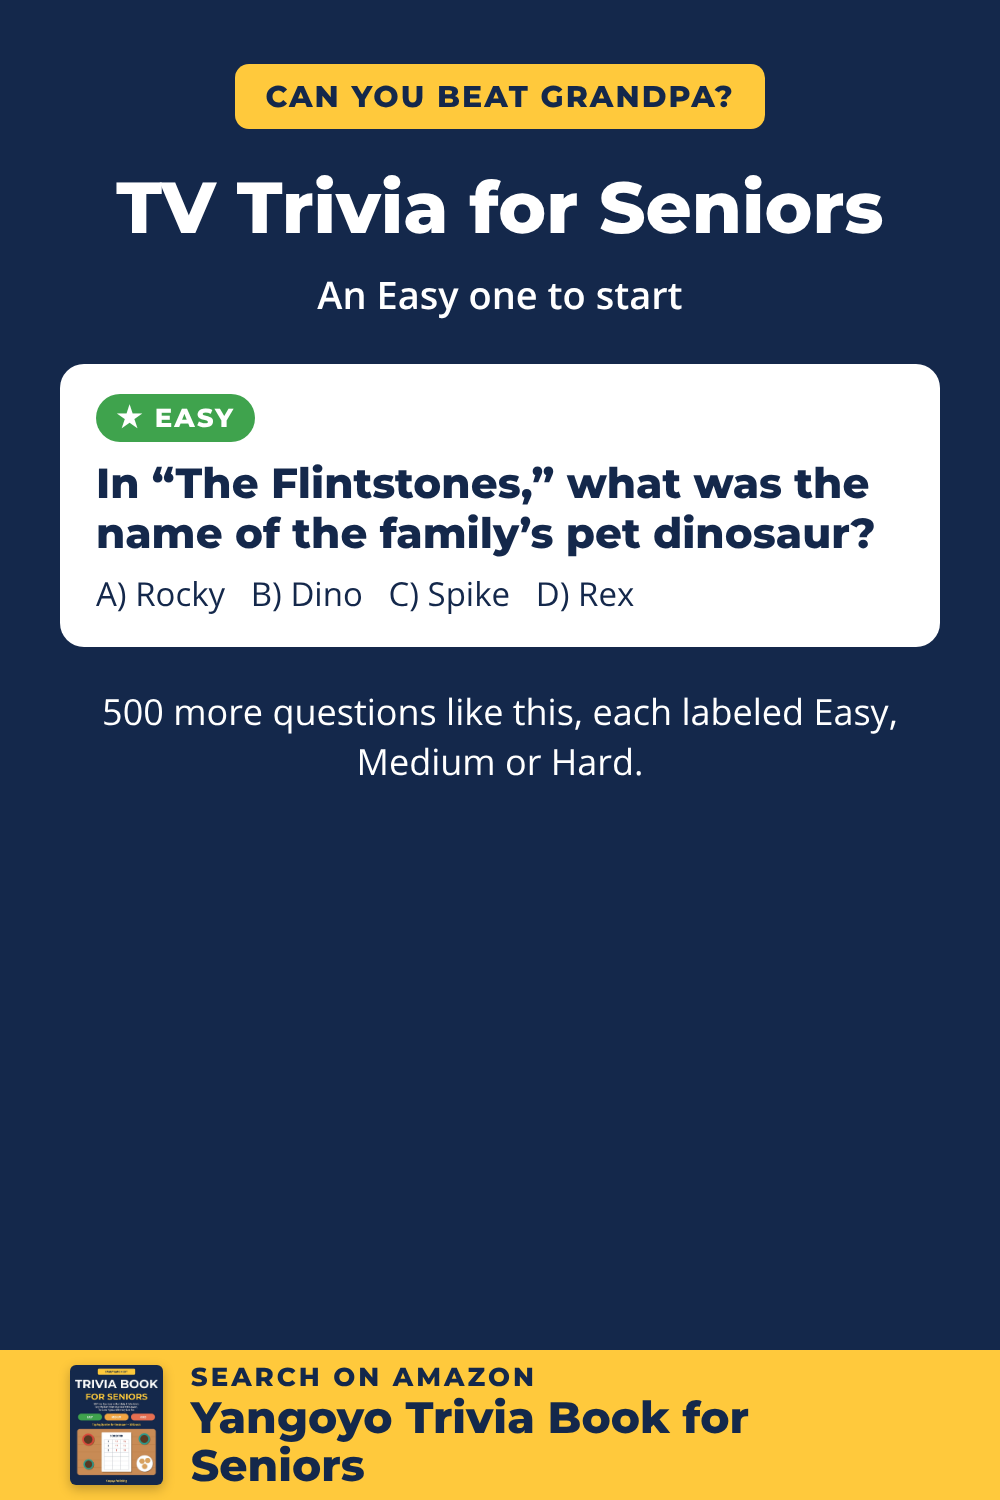 CAN YOU BEAT GRANDPA?
TV Trivia for Seniors
An Easy one to start
★ EASY
In “The Flintstones,” what was the
name of the family’s pet dinosaur?
A) Rocky B) Dino C) Spike D) Rex
500 more questions like this, each labeled Easy,
Medium or Hard.
TRIVIA BOOK
FOR SENIORS
SEARCH ON AMAZON
Yangoyo Trivia Book for
Seniors